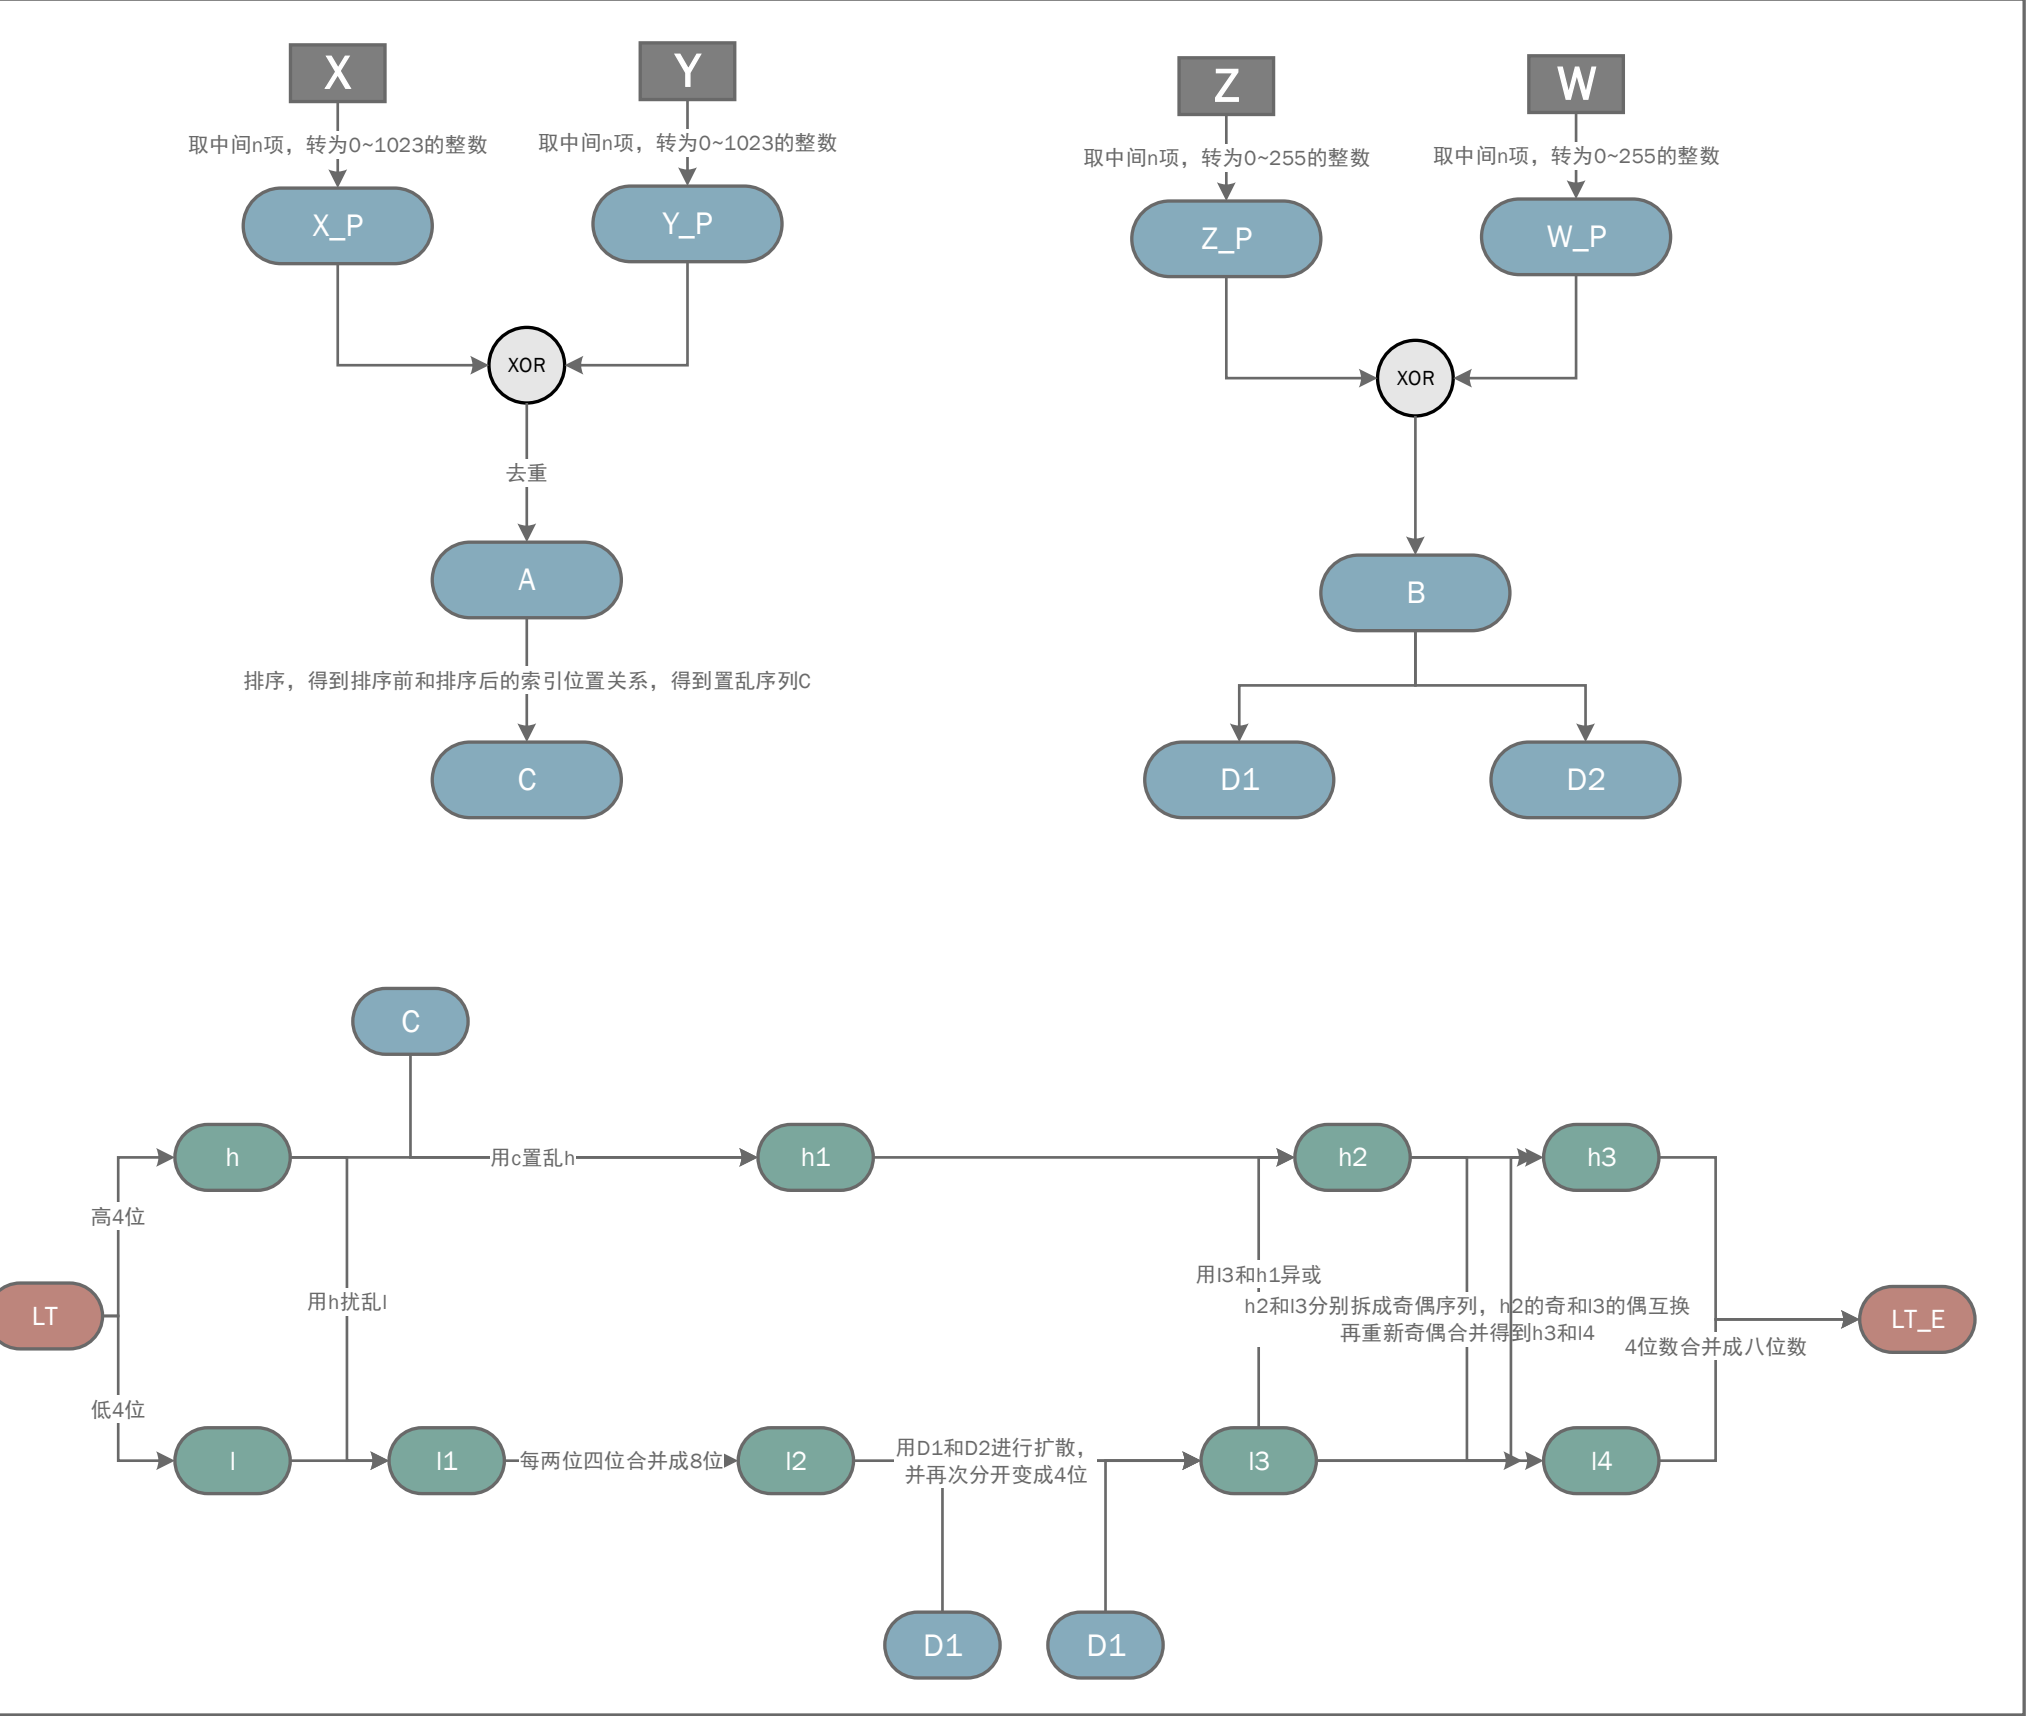 X
Y
Z
W
取中间n项，转为0~1023的整数
取中间n项，转为0~1023的整数
取中间n项，转为0~255的整数
取中间n项，转为0~255的整数
X_P
Y_P
Z_P
W_P
XOR
XOR
去重
A
B
排序，得到排序前和排序后的索引位置关系，得到置乱序列C
C
D1
D2
C
h
用c置乱h
h1
h2
h3
高4位
用h扰乱l
用l3和h1异或
h2和l3分别拆成奇偶序列，h2的奇和l3的偶互换
再重新奇偶合并得到h3和l4
LT
4位数合并成八位数
LT_E
低4位
l
l1
每两位四位合并成8位
l2
用D1和D2进行扩散，
并再次分开变成4位
l3
l4
D1
D1